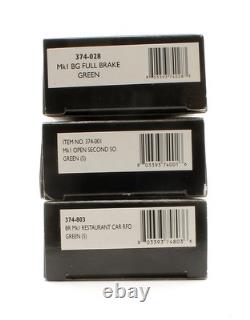 374-028
Mk1 BG FULL BRAKE
GREEN
ITEM NO. 374-001
Mk1 OPEN SECOND SO
GREEN (S)
374-803
BR Mk1 RESTAURANT CAR RFO
GREEN (S)